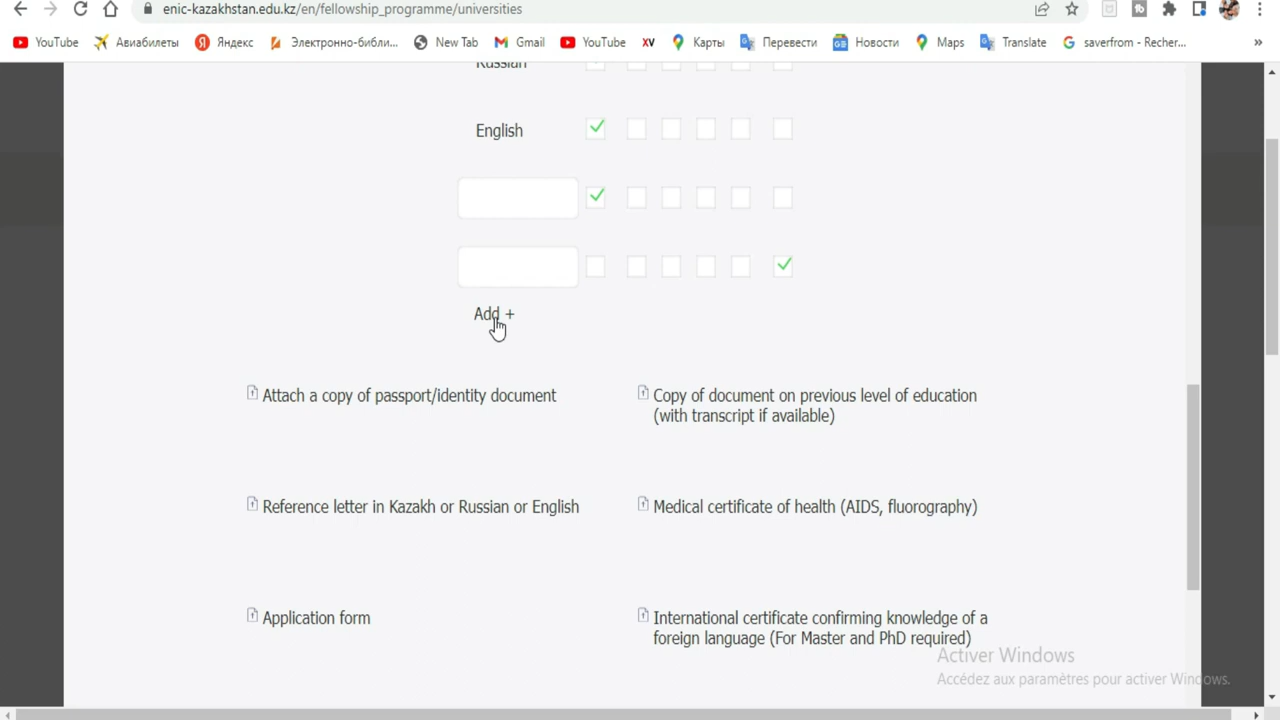 enic-kazakhstan.edu.kz/en/fellowship_programme/universities
YouTube Авиабилеты Яндекс Электронно-библи... New Tab Gmail YouTube XV Карты Перевести Новости Maps Translate saverfrom - Recher... »
Russian
English
Add +
Attach a copy of passport/identity document
Copy of document on previous level of education
(with transcript if available)
Reference letter in Kazakh or Russian or English
Medical certificate of health (AIDS, fluorography)
Application form
International certificate confirming knowledge of a
foreign language (For Master and PhD required)
Activer Windows
Accédez aux paramètres pour activer Windows.